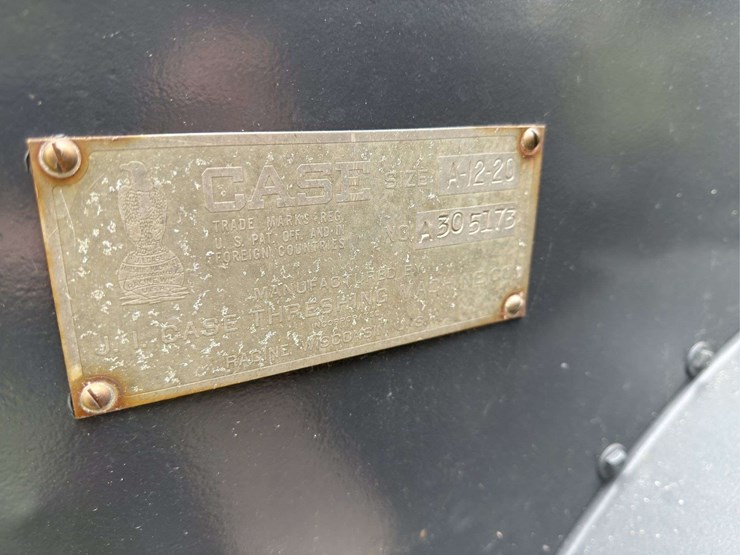 CASE SIZE A-12-20
TRADE MARKS REG.
U. S. PAT. OFF. AND IN
FOREIGN COUNTRIES
NO. A 30 5173
MANUFACTURED BY
J. I. CASE THRESHING MACHINE CO.
RACINE, WISCONSIN, U.S.A.